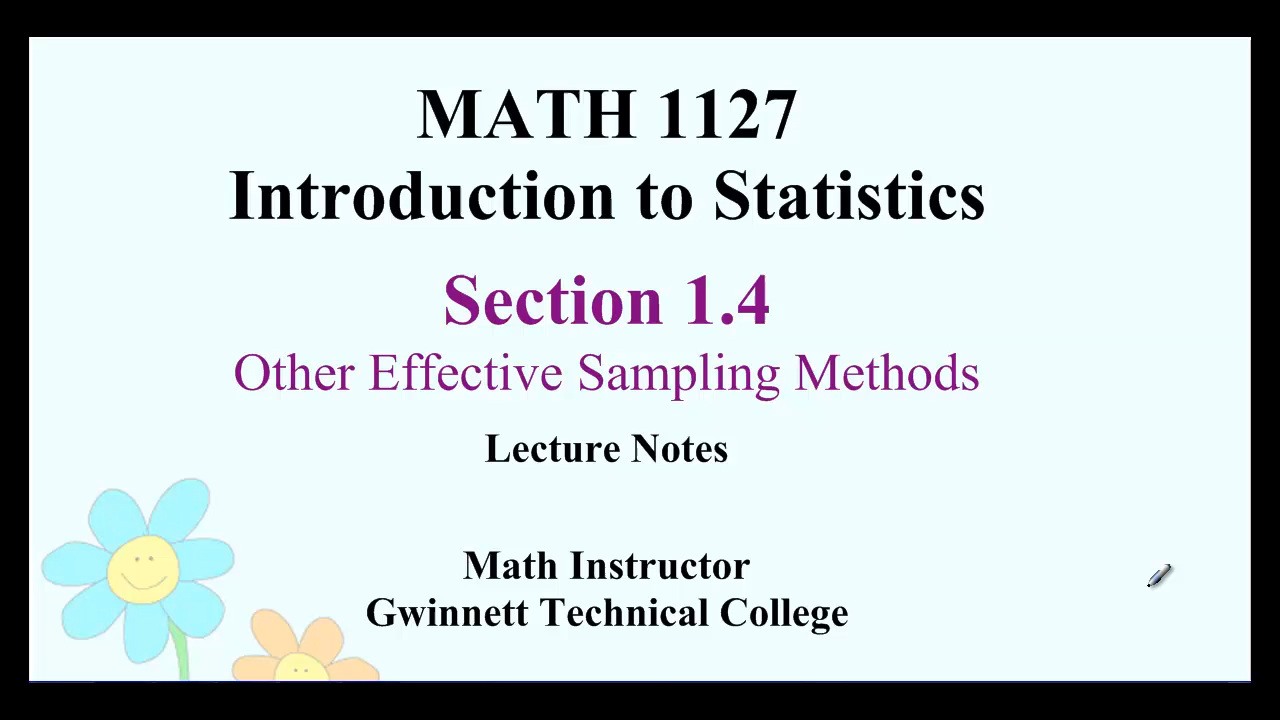 MATH 1127
Introduction to Statistics
Section 1.4
Other Effective Sampling Methods
Lecture Notes
Math Instructor
Gwinnett Technical College